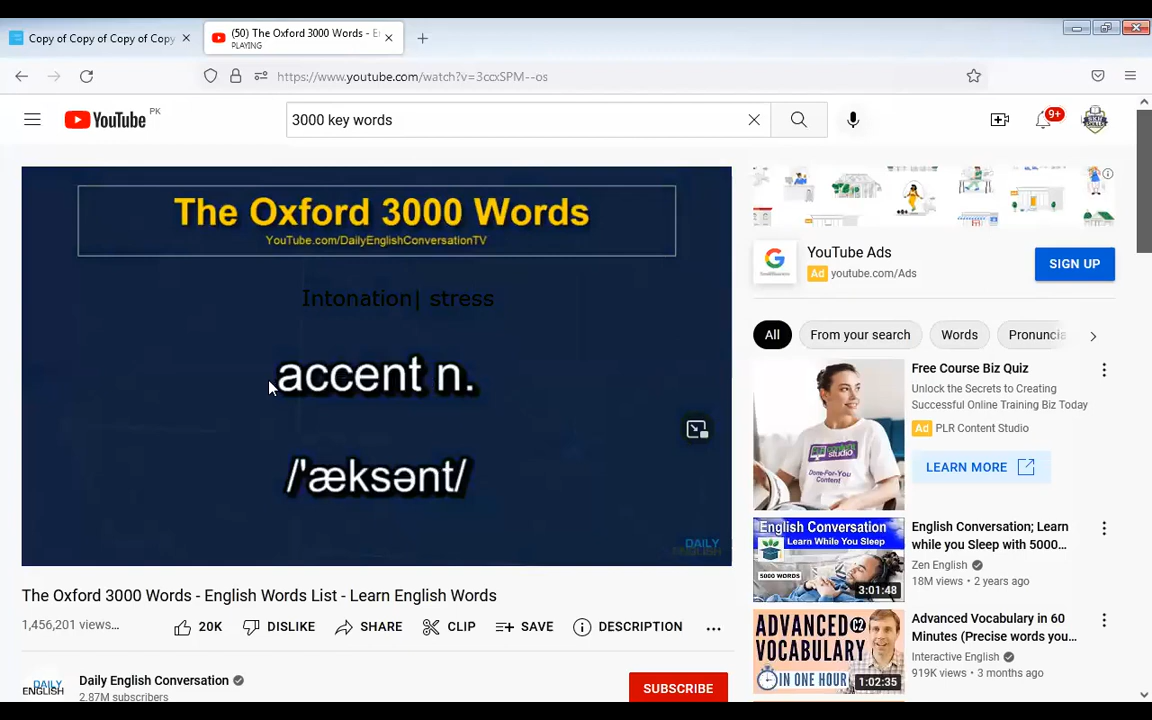 Copy of Copy of Copy of Copy
(50) The Oxford 3000 Words - E
PLAYING
https://www.youtube.com/watch?v=3ccxSPM--os
YouTube PK
3000 key words
9+
The Oxford 3000 Words
YouTube.com/DailyEnglishConversationTV
Intonation| stress
accent n.
/'æksənt/
DAILY
ENGLISH
The Oxford 3000 Words - English Words List - Learn English Words
1,456,201 views...
20K
DISLIKE
SHARE
CLIP
SAVE
DESCRIPTION
DAILY
ENGLISH
Daily English Conversation
2.87M subscribers
SUBSCRIBE
YouTube Ads
Ad youtube.com/Ads
SIGN UP
All
From your search
Words
Pronuncia
Free Course Biz Quiz
Unlock the Secrets to Creating
Successful Online Training Biz Today
Ad PLR Content Studio
LEARN MORE
studio
Done-For-You
Content
English Conversation
Learn While You Sleep
5000 WORDS
3:01:48
English Conversation; Learn
while you Sleep with 5000...
Zen English
18M views • 2 years ago
ADVANCED C2
VOCABULARY
IN ONE HOUR
1:02:35
Advanced Vocabulary in 60
Minutes (Precise words you...
Interactive English
919K views • 3 months ago